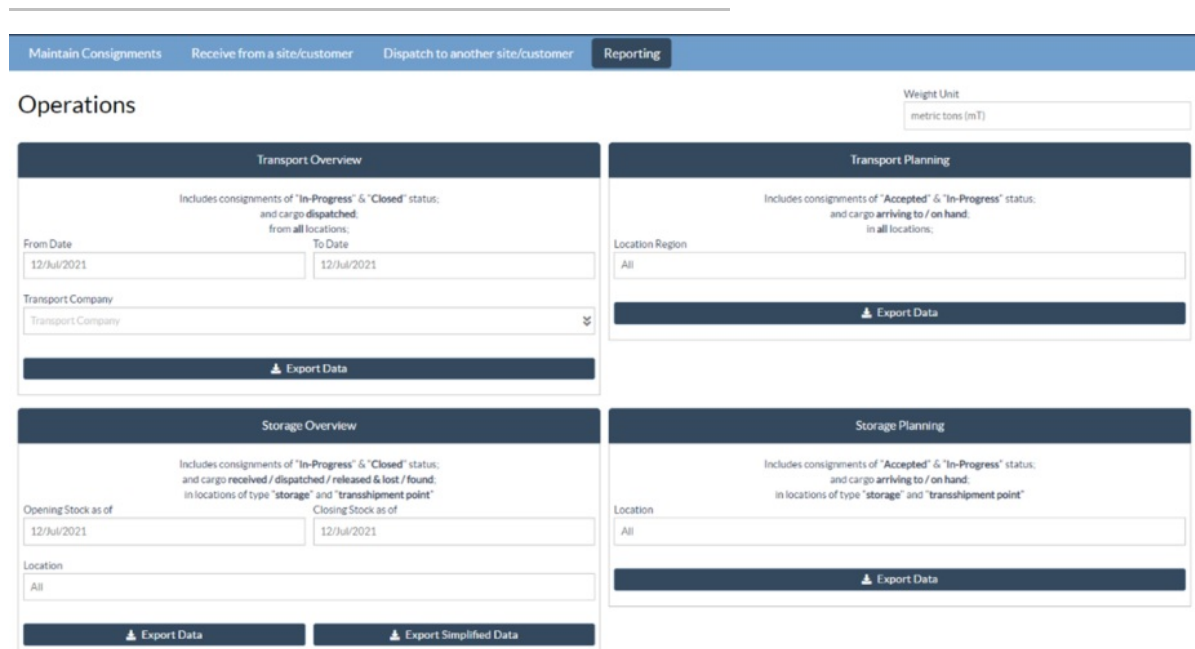 Maintain Consignments Receive from a site/customer Dispatch to another site/customer Reporting
Operations
Weight Unit
metric tons (mT)
Transport Overview
Includes consignments of "In-Progress" & "Closed" status;
and cargo dispatched;
from all locations;
From Date To Date
12/Jul/2021 12/Jul/2021
Transport Company
Transport Company
Export Data
Transport Planning
Includes consignments of "Accepted" & "In-Progress" status;
and cargo arriving to / on hand;
in all locations;
Location Region
All
Export Data
Storage Overview
Includes consignments of "In-Progress" & "Closed" status;
and cargo received / dispatched / released & lost / found;
in locations of type "storage" and "transshipment point"
Opening Stock as of Closing Stock as of
12/Jul/2021 12/Jul/2021
Location
All
Export Data Export Simplified Data
Storage Planning
Includes consignments of "Accepted" & "In-Progress" status;
and cargo arriving to / on hand;
in locations of type "storage" and "transshipment point"
Location
All
Export Data